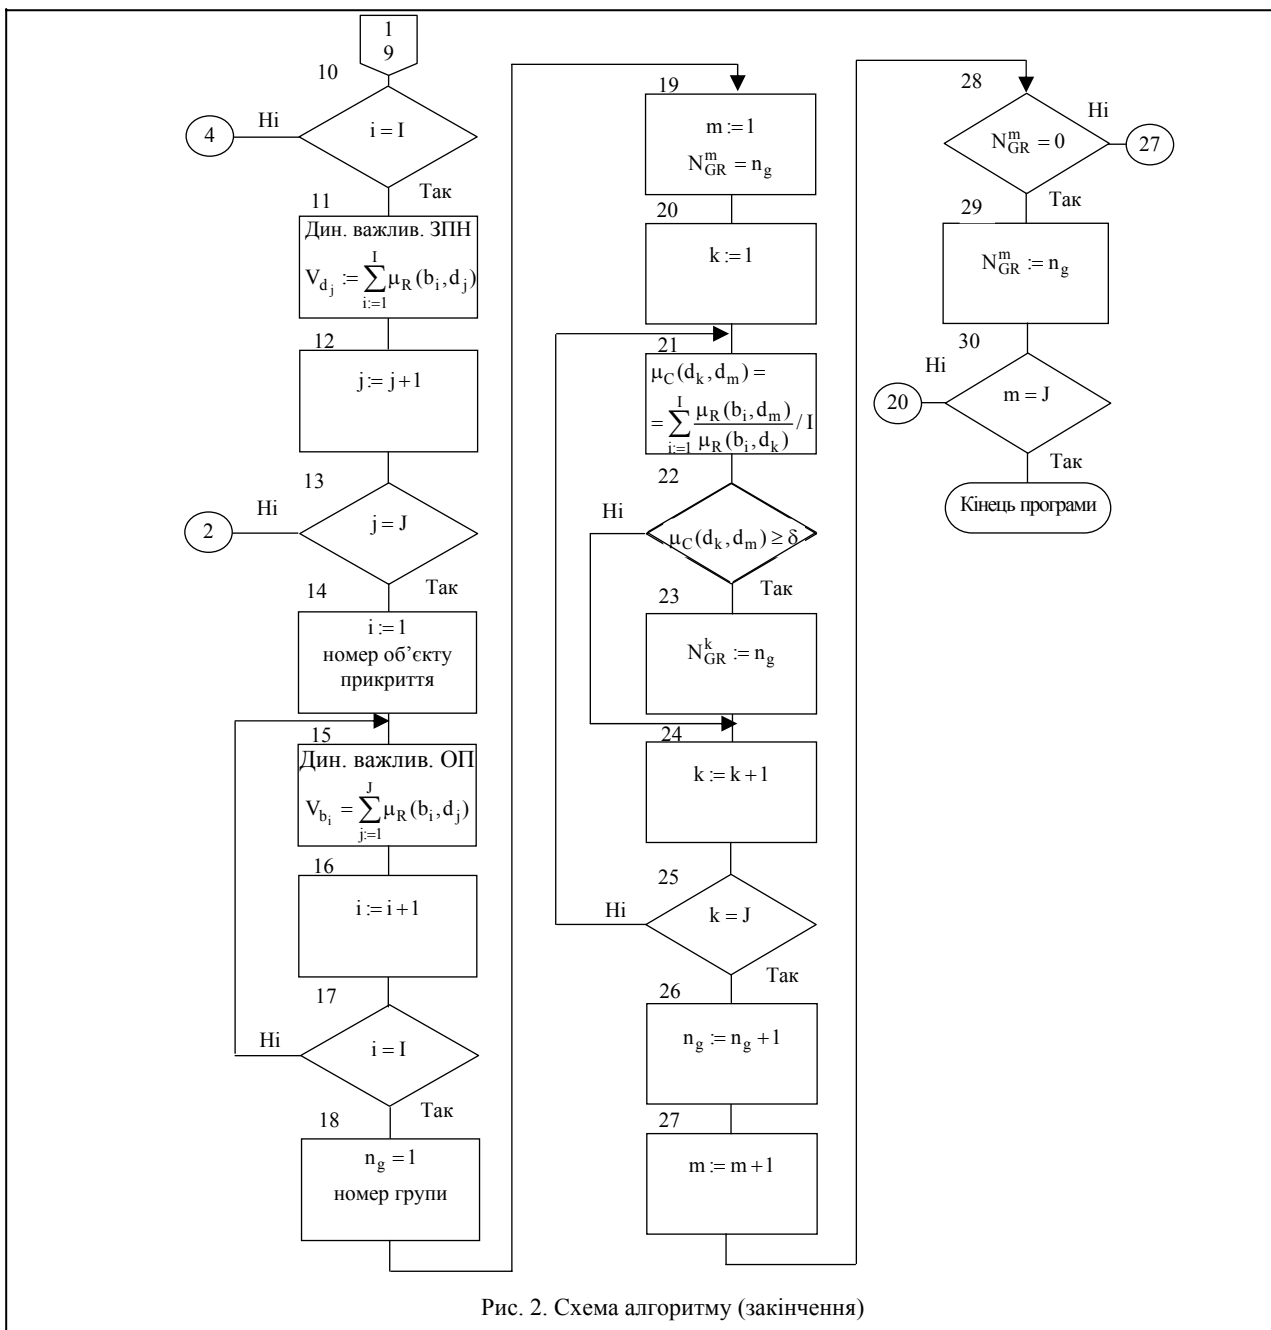 1
9
10
i = I
Ні
4
Так
11
Дин. важлив. ЗПН
V_{d_j} := \sum_{i:=1}^{I} μ_R(b_i, d_j)
12
j := j+1
13
j = J
Ні
2
Так
14
i := 1
номер об’єкту
прикриття
15
Дин. важлив. ОП
V_{b_i} = \sum_{j:=1}^{J} μ_R(b_i, d_j)
16
i := i+1
17
i = I
Ні
Так
18
n_g = 1
номер групи
19
m := 1
N_{GR}^{m} = n_g
20
k := 1
21
μ_C(d_k, d_m) =
= \sum_{i:=1}^{I} \frac{μ_R(b_i, d_m)}{μ_R(b_i, d_k)} / I
22
Ні
μ_C(d_k, d_m) ≥ δ
Так
23
N_{GR}^{k} := n_g
24
k := k+1
25
k = J
Ні
Так
26
n_g := n_g + 1
27
m := m+1
28
N_{GR}^{m} = 0
Ні
27
Так
29
N_{GR}^{m} := n_g
30
Ні
20
m = J
Так
Кінець програми
Рис. 2. Схема алгоритму (закінчення)